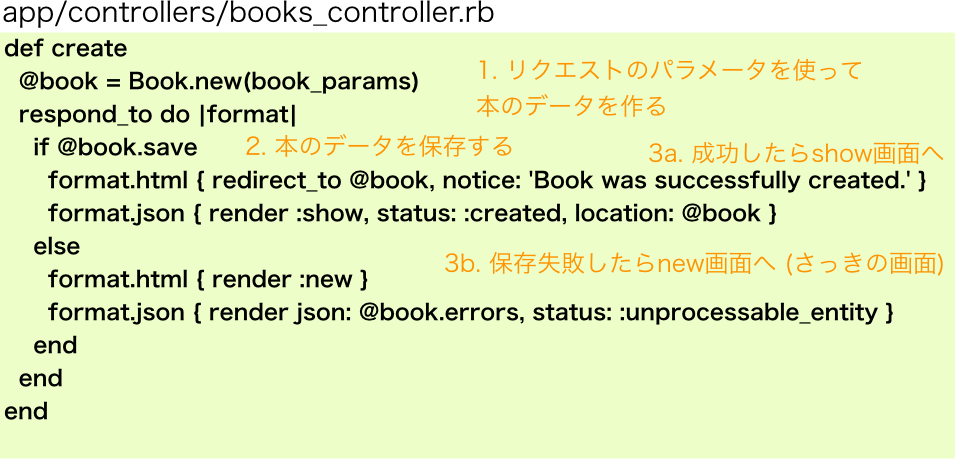 app/controllers/books_controller.rb
def create
@book = Book.new(book_params)
1. リクエストのパラメータを使って
本のデータを作る
respond_to do |format|
if @book.save
2. 本のデータを保存する
3a. 成功したらshow画面へ
format.html { redirect_to @book, notice: 'Book was successfully created.' }
format.json { render :show, status: :created, location: @book }
else
3b. 保存失敗したらnew画面へ (さっきの画面)
format.html { render :new }
format.json { render json: @book.errors, status: :unprocessable_entity }
end
end
end